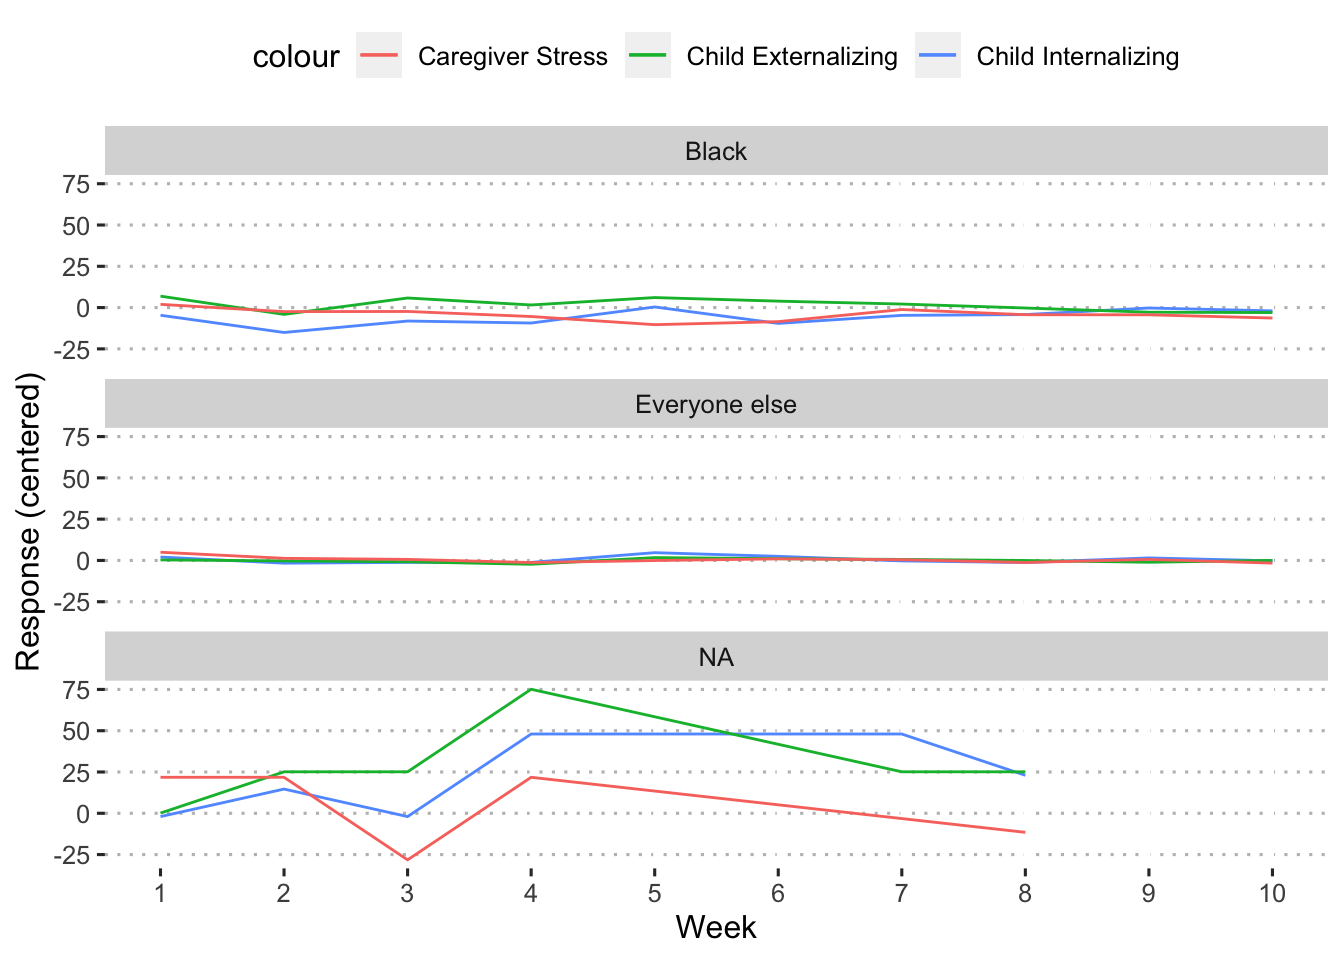 colour Caregiver Stress Child Externalizing Child Internalizing
Black
75
50
25
0
-25
Everyone else
75
50
25
0
-25
Response (centered)
NA
75
50
25
0
-25
1 2 3 4 5 6 7 8 9 10
Week